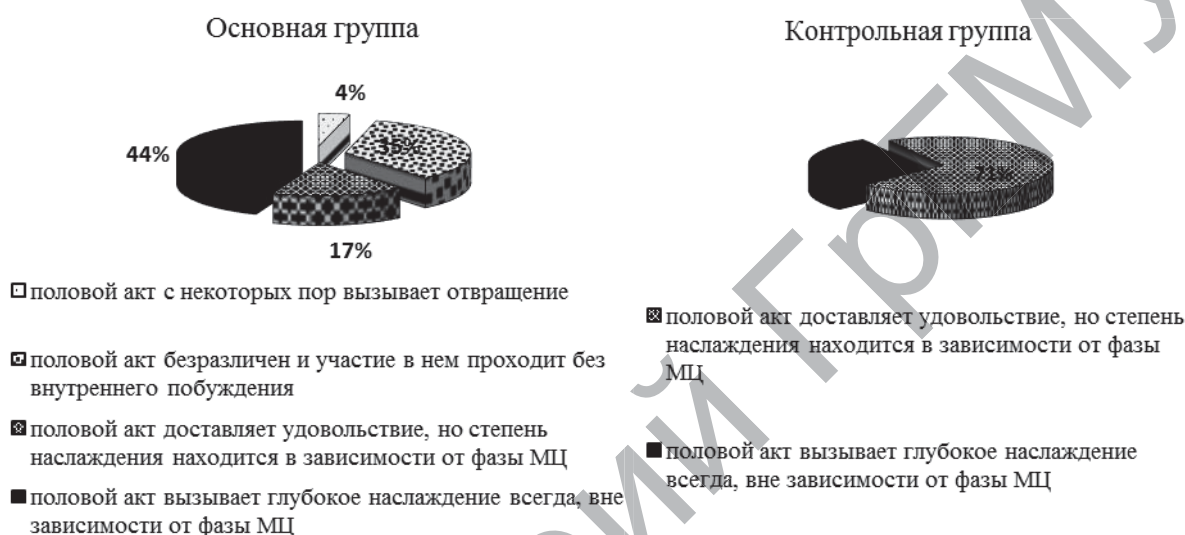 Основная группа
4%
35%
44%
17%
половой акт с некоторых пор вызывает отвращение
половой акт безразличен и участие в нем проходит без
внутреннего побуждения
половой акт доставляет удовольствие, но степень
наслаждения находится в зависимости от фазы МЦ
половой акт вызывает глубокое наслаждение всегда, вне
зависимости от фазы МЦ
Контрольная группа
73%
половой акт доставляет удовольствие, но степень
наслаждения находится в зависимости от фазы
МЦ
половой акт вызывает глубокое наслаждение
всегда, вне зависимости от фазы МЦ
ГрГМУ